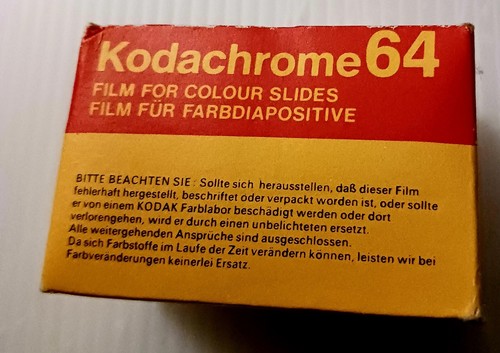 Kodachrome 64
FILM FOR COLOUR SLIDES
FILM FÜR FARBDIAPOSITIVE
BITTE BEACHTEN SIE: Sollte sich herausstellen, daß dieser Film
fehlerhaft hergestellt, beschriftet oder verpackt worden ist, oder sollte
er von einem KODAK Farblabor beschädigt werden oder dort
verlorengehen, wird er durch einen unbelichteten ersetzt.
Alle weitergehenden Ansprüche sind ausgeschlossen.
Da sich Farbstoffe im Laufe der Zeit verändern können, leisten wir bei
Farbveränderungen keinerlei Ersatz.